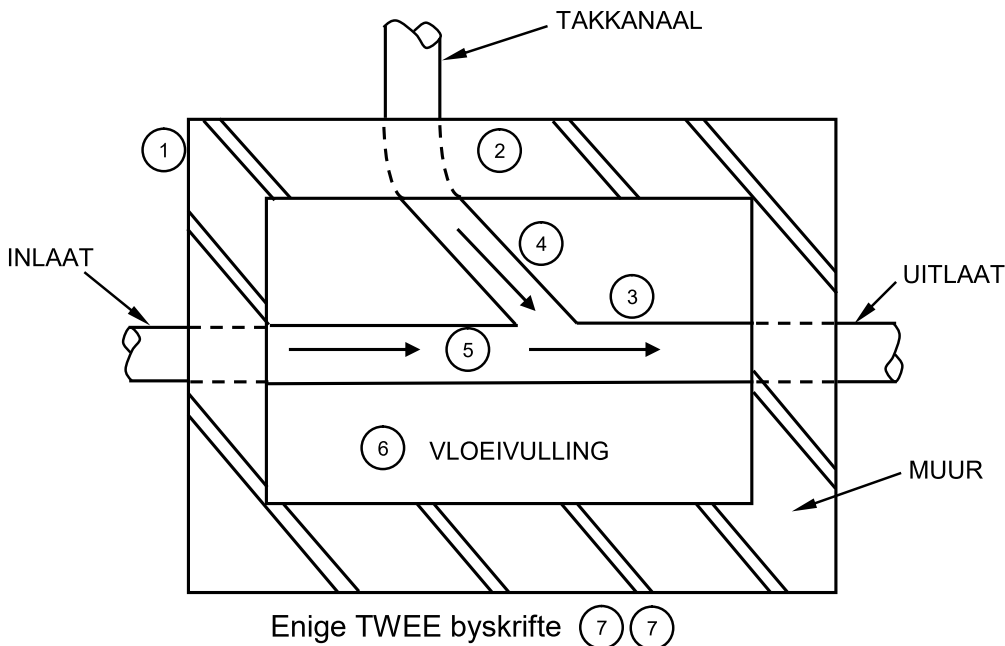 TAKKANAAL
1
2
4
INLAAT
3
UITLAAT
5
6 VLOEIVULLING
MUUR
Enige TWEE byskrifte 7 7